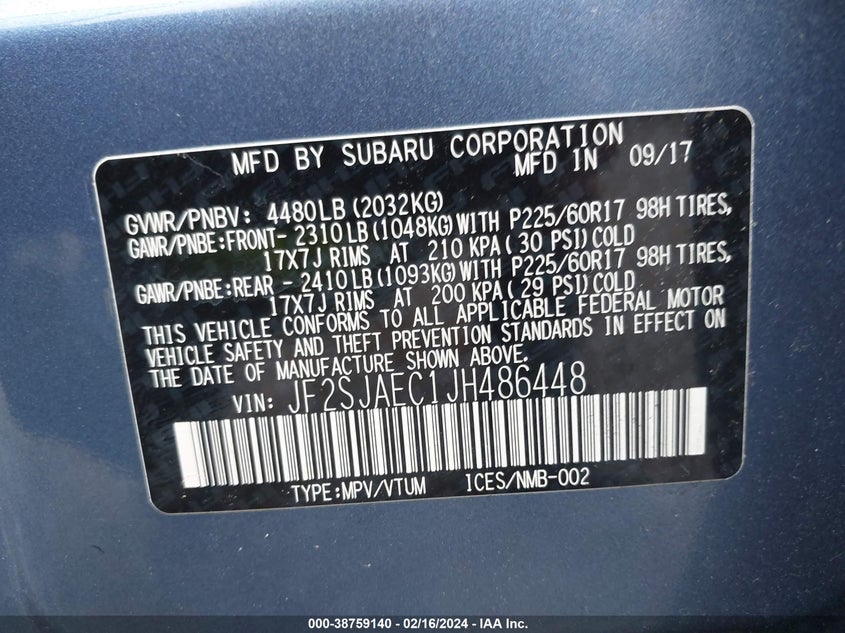 MFD BY SUBARU CORPORATION
MFD IN 09/17
GVWR/PNBV: 4480LB (2032KG)
GAWR/PNBE:FRONT- 2310LB (1048KG)WITH P225/60R17 98H TIRES,
17X7J RIMS AT 210 KPA( 30 PSI)COLD
GAWR/PNBE:REAR - 2410LB (1093KG)WITH P225/60R17 98H TIRES,
17X7J RIMS AT 200 KPA( 29 PSI)COLD
THIS VEHICLE CONFORMS TO ALL APPLICABLE FEDERAL MOTOR
VEHICLE SAFETY AND THEFT PREVENTION STANDARDS IN EFFECT ON
THE DATE OF MANUFACTURE SHOWN ABOVE.
VIN: JF2SJAEC1JH486448
TYPE:MPV/VTUM ICES/NMB-002
000-38759140 - 02/16/2024 - IAA Inc.